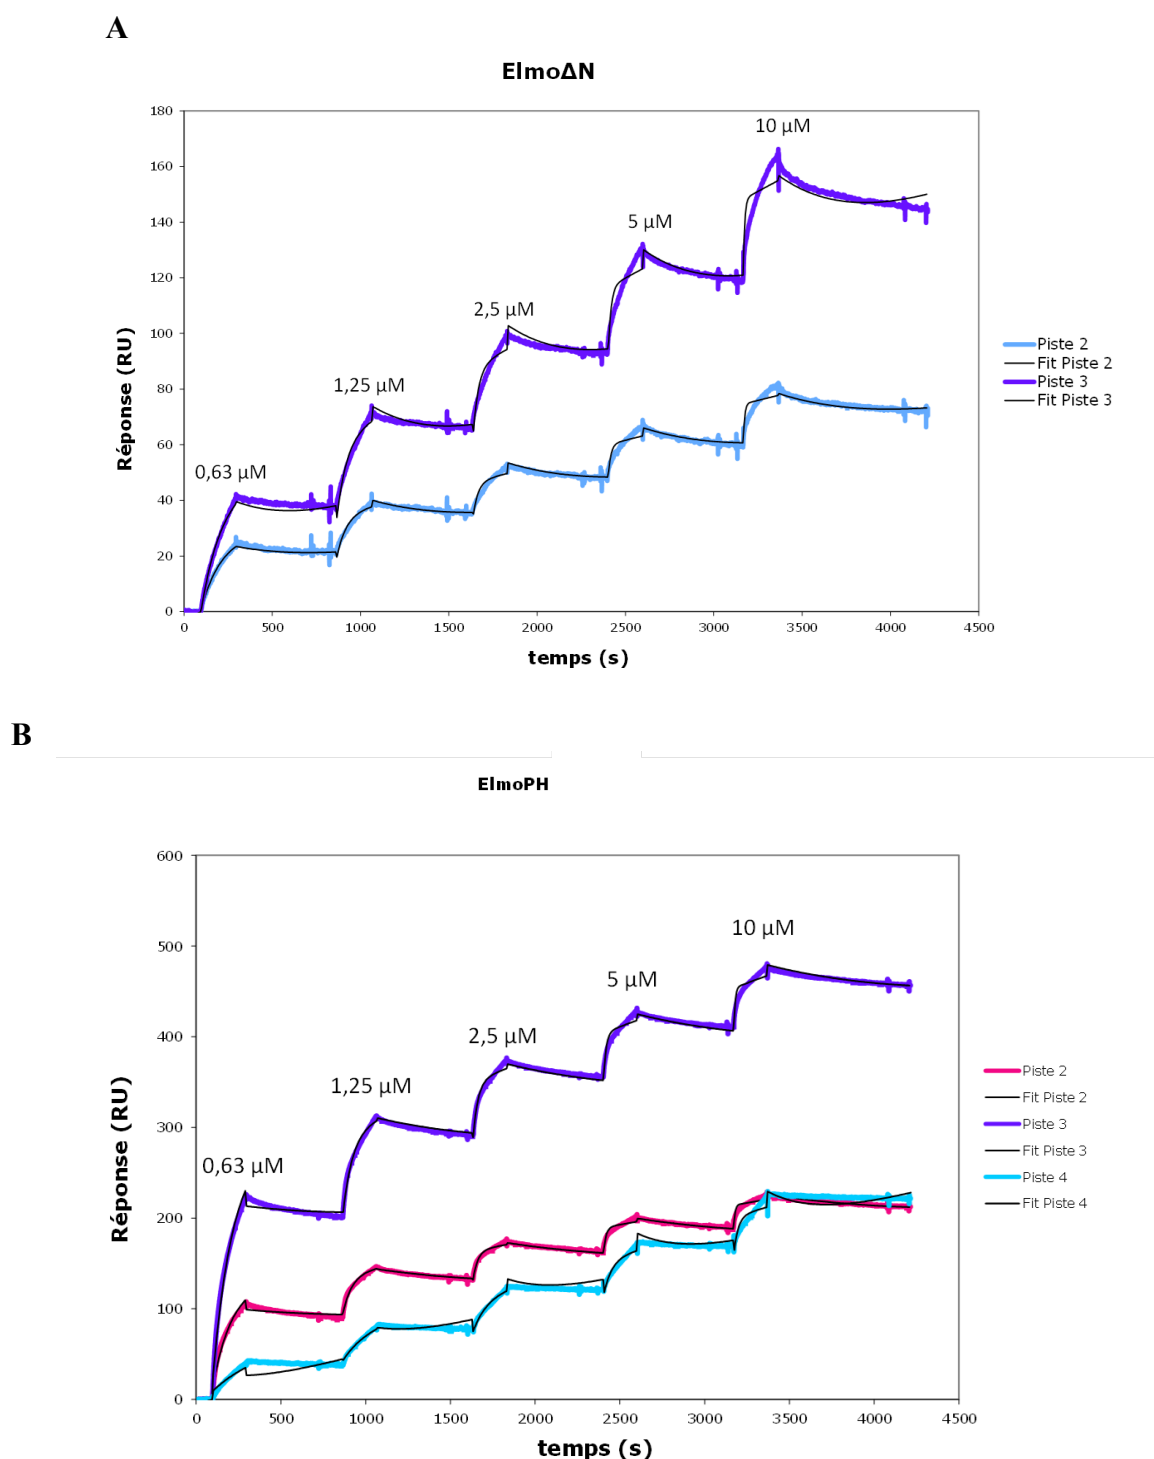 A
ElmoΔN
180
160
140
120
100
80
60
40
20
0
Réponse (RU)
0,63 µM
1,25 µM
2,5 µM
5 µM
10 µM
0 500 1000 1500 2000 2500 3000 3500 4000 4500
temps (s)
Piste 2
Fit Piste 2
Piste 3
Fit Piste 3
B
ElmoPH
600
500
400
300
200
100
0
Réponse (RU)
0,63 µM
1,25 µM
2,5 µM
5 µM
10 µM
0 500 1000 1500 2000 2500 3000 3500 4000 4500
temps (s)
Piste 2
Fit Piste 2
Piste 3
Fit Piste 3
Piste 4
Fit Piste 4